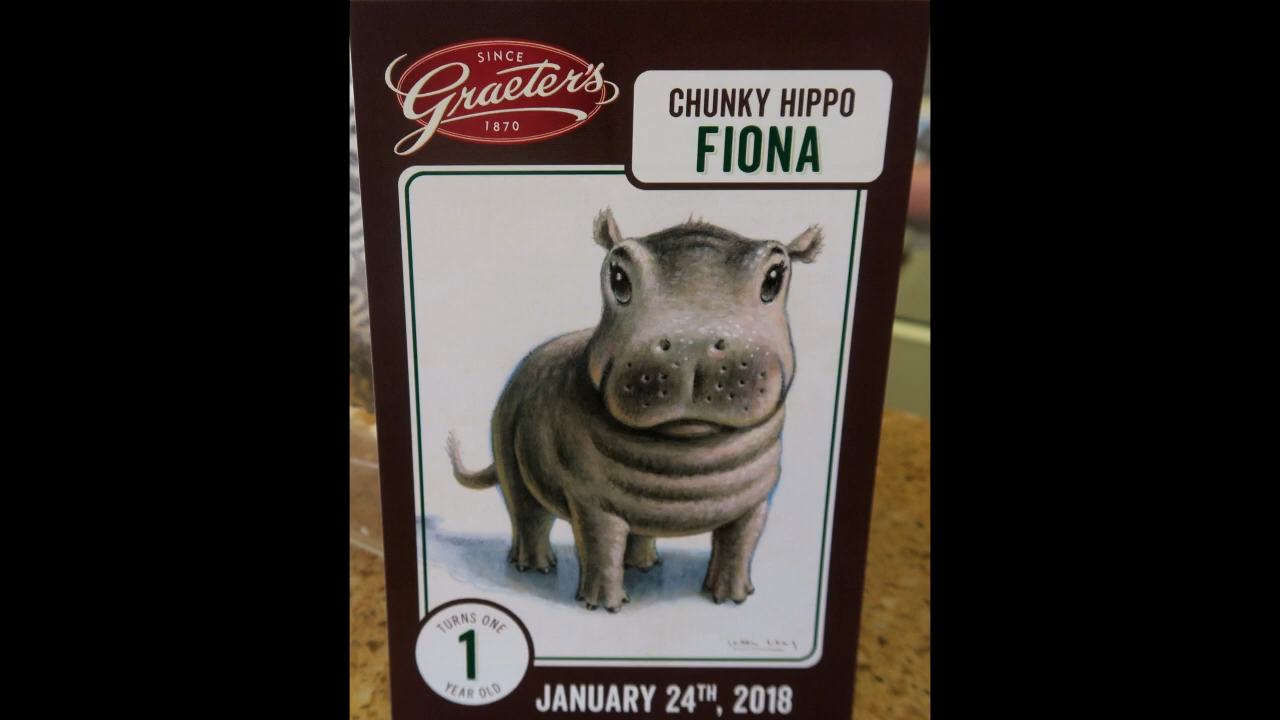 SINCE
Graeter's
1870
CHUNKY HIPPO
FIONA
TURNS ONE
1
YEAR OLD
JANUARY 24TH, 2018